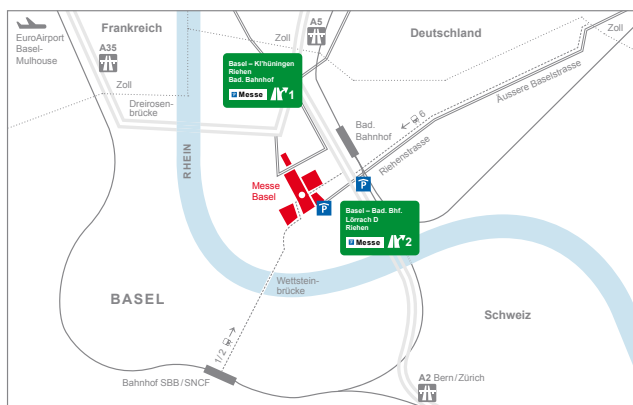 EuroAirport
Basel-
Mulhouse
Frankreich
A35
Zoll
Dreirosen-
brücke
A5
Zoll
Deutschland
Zoll
Basel – Kl'hüningen
Riehen
Bad. Bahnhof
P Messe 1
Äussere Baselstrasse
6
Riehenstrasse
Bad.
Bahnhof
RHEIN
Messe
Basel
P
P
Basel – Bad. Bhf.
Lörrach D
Riehen
P Messe 2
Wettstein-
brücke
BASEL
Schweiz
1/2
Bahnhof SBB/SNCF
A2 Bern/Zürich